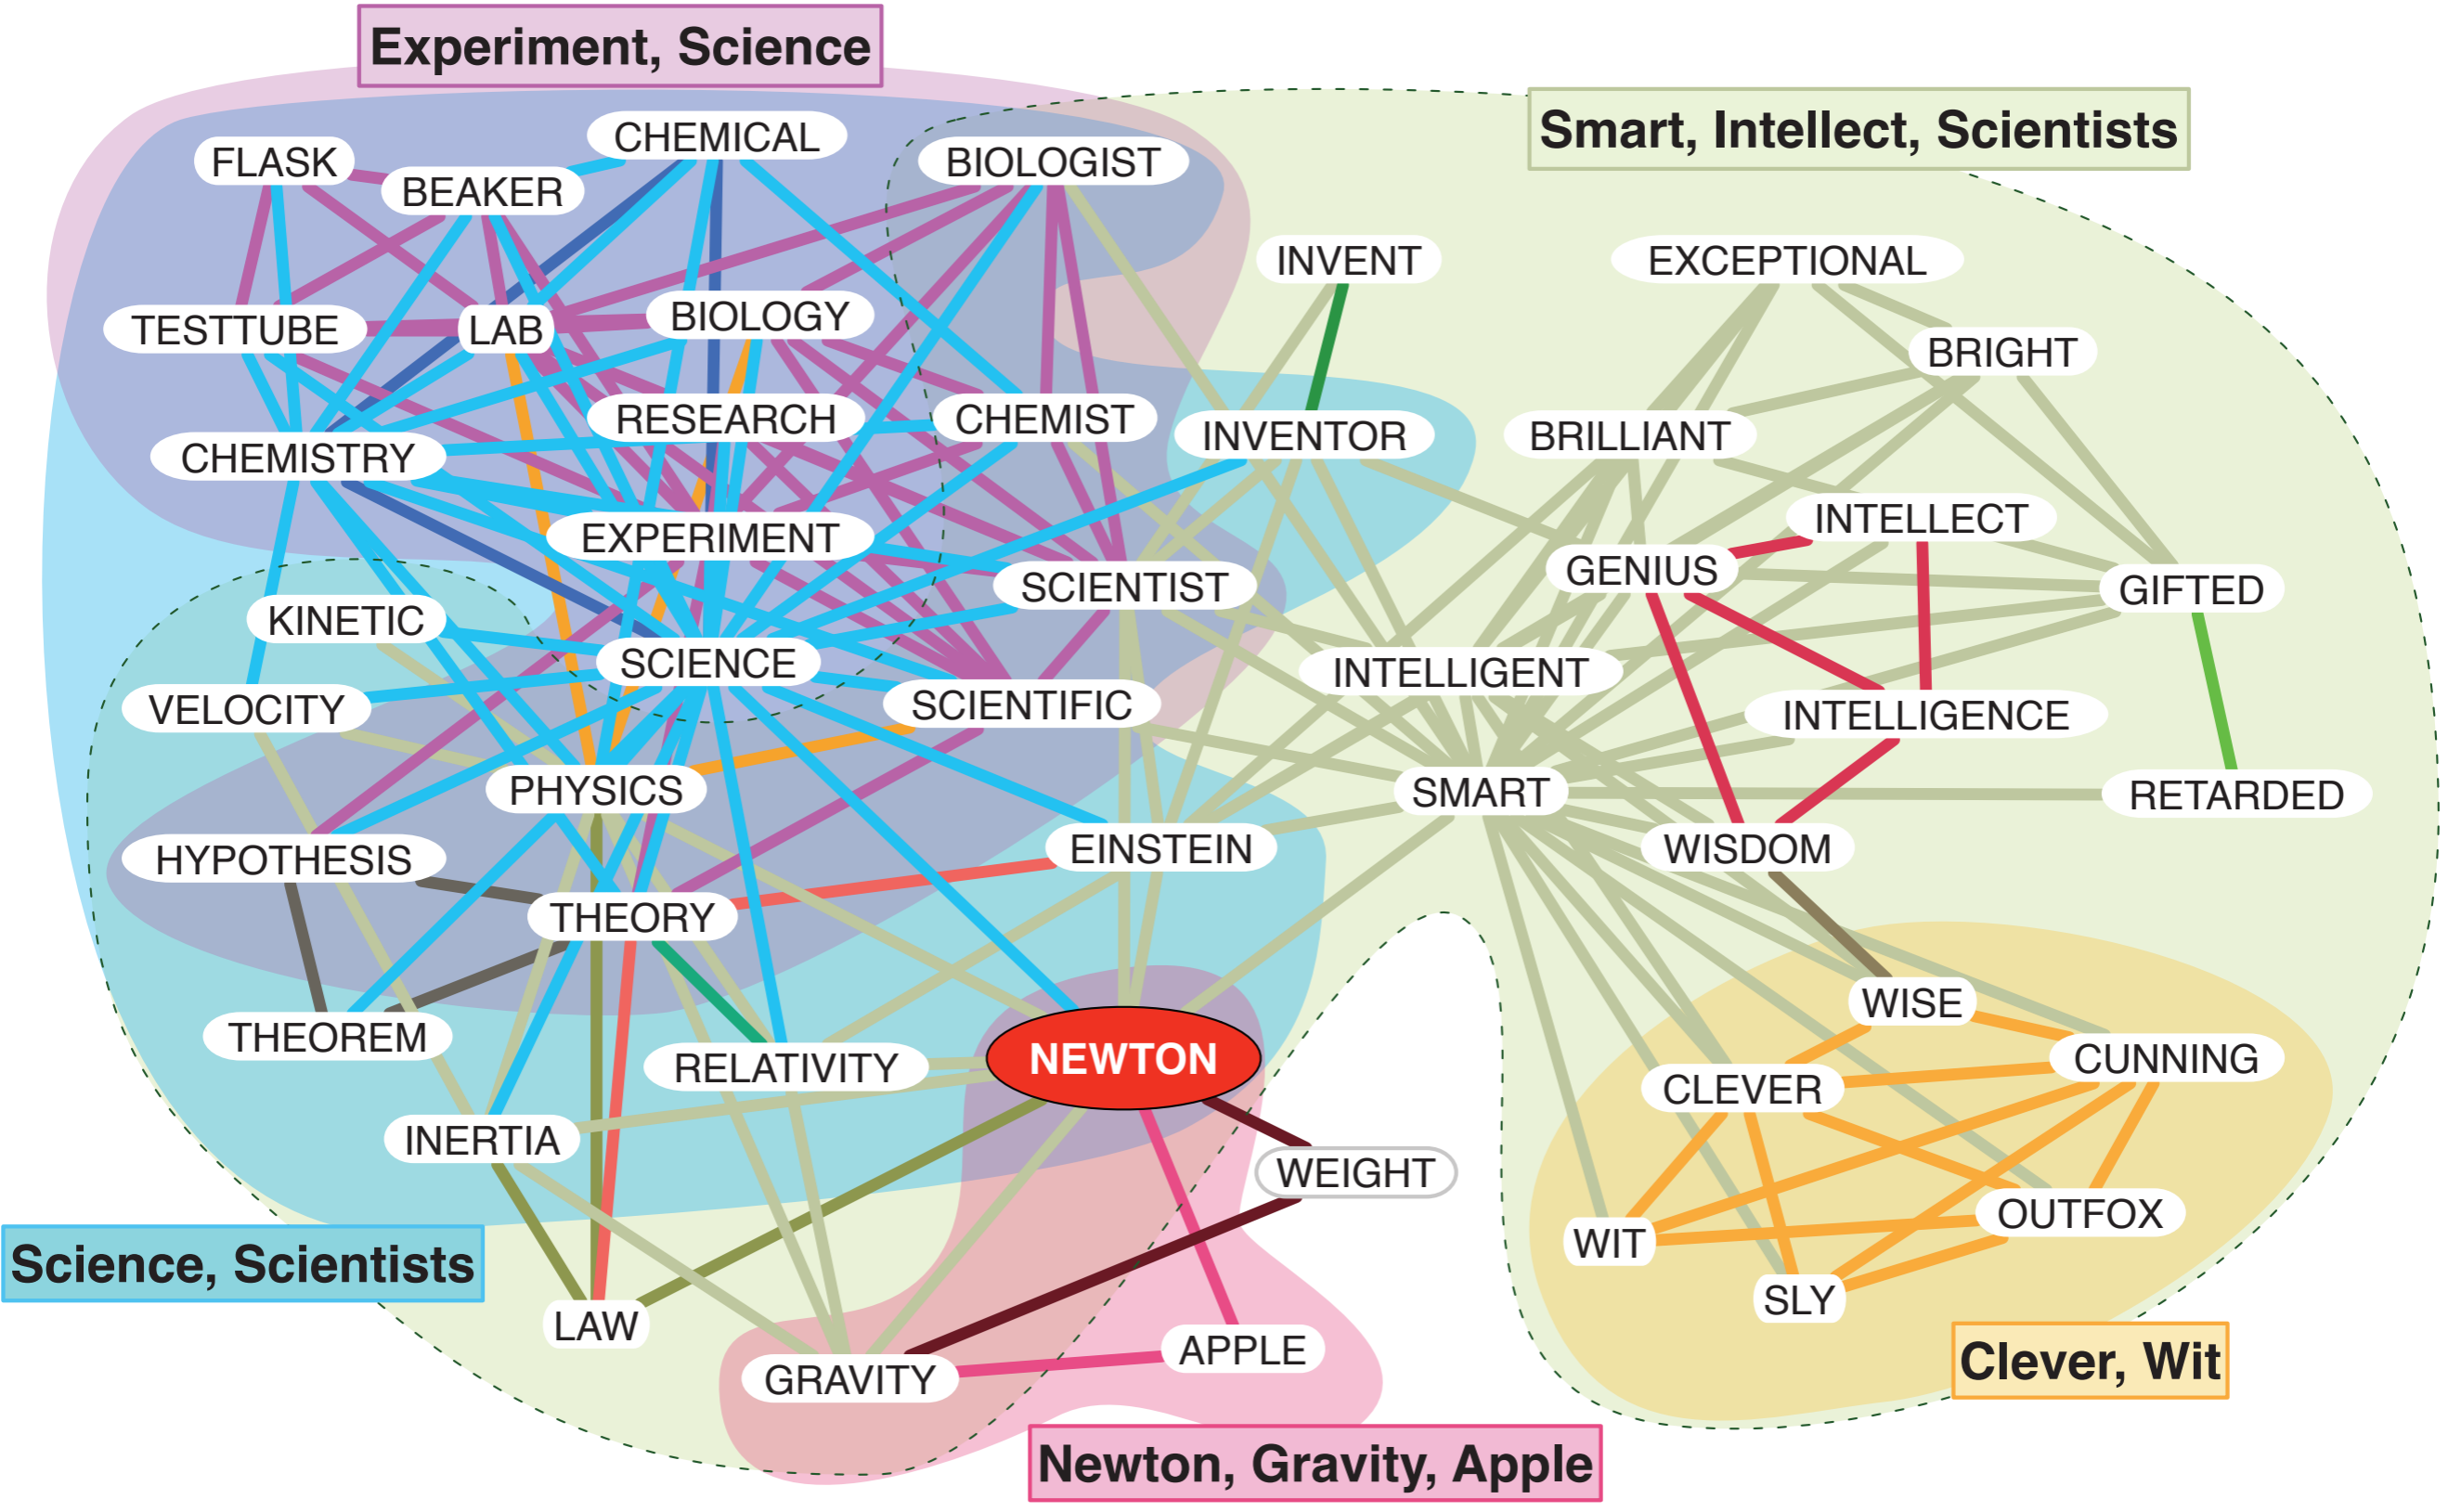 Experiment, Science
Smart, Intellect, Scientists
CHEMICAL
FLASK
BEAKER
BIOLOGIST
INVENT
EXCEPTIONAL
TESTTUBE
LAB
BIOLOGY
BRIGHT
RESEARCH
CHEMIST
INVENTOR
BRILLIANT
CHEMISTRY
INTELLECT
EXPERIMENT
GENIUS
SCIENTIST
GIFTED
KINETIC
SCIENCE
INTELLIGENT
VELOCITY
SCIENTIFIC
INTELLIGENCE
PHYSICS
SMART
RETARDED
HYPOTHESIS
EINSTEIN
WISDOM
THEORY
WISE
THEOREM
RELATIVITY
NEWTON
CLEVER
CUNNING
INERTIA
WEIGHT
OUTFOX
WIT
Science, Scientists
SLY
LAW
APPLE
GRAVITY
Clever, Wit
Newton, Gravity, Apple